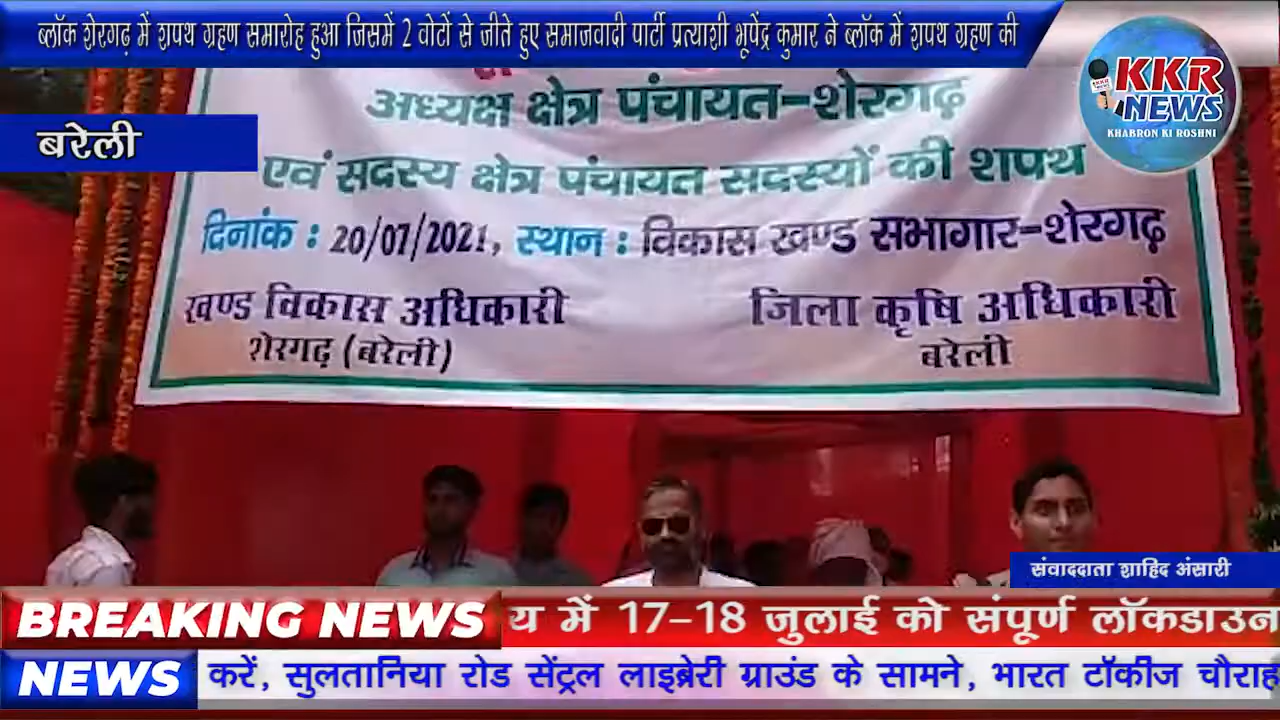 ब्लॉक शेरगढ़ में शपथ ग्रहण समारोह हुआ जिसमें 2 वोटों से जीते हुए समाजवादी पार्टी प्रत्याशी भूपेंद्र कुमार ने ब्लॉक में शपथ ग्रहण की
KKR
NEWS
KHABRON KI ROSHNI
बरेली
अध्यक्ष क्षेत्र पंचायत-शेरगढ़
एवं सदस्य क्षेत्र पंचायत सदस्यों की शपथ
दिनांक : 20/07/2021, स्थान : विकास खण्ड सभागार-शेरगढ़
खण्ड विकास अधिकारी
शेरगढ़ (बरेली)
जिला कृषि अधिकारी
बरेली
संवाददाता शाहिद अंसारी
BREAKING NEWS य में 17-18 जुलाई को संपूर्ण लॉकडाउन
NEWS करें, सुलतानिया रोड सेंट्रल लाइब्रेरी ग्राउंड के सामने, भारत टॉकीज चौराह